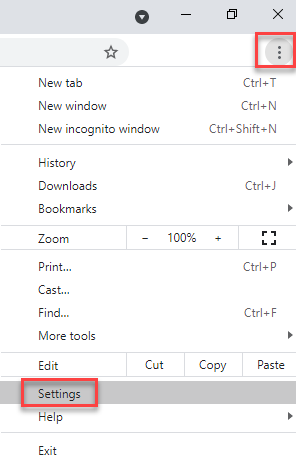 New tab Ctrl+T
New window Ctrl+N
New incognito window Ctrl+Shift+N
History
Downloads Ctrl+J
Bookmarks
Zoom − 100% +
Print... Ctrl+P
Cast...
Find... Ctrl+F
More tools
Edit Cut Copy Paste
Settings
Help
Exit